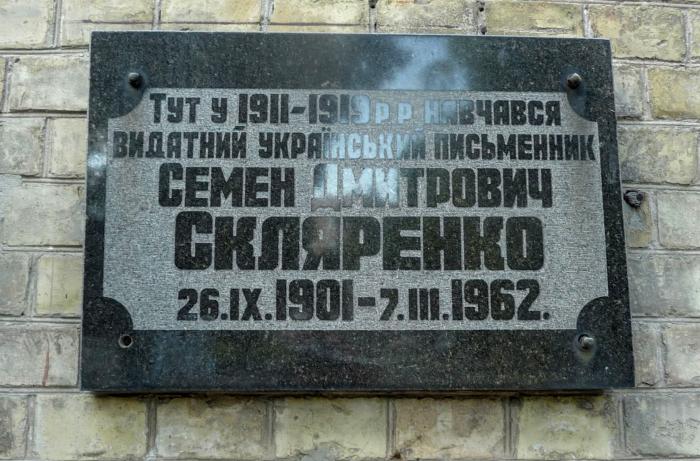 Тут у 1911-1919 р р навчався
видатний український письменник
Семен Дмитрович
Скляренко
26.IX.1901-7.III.1962.